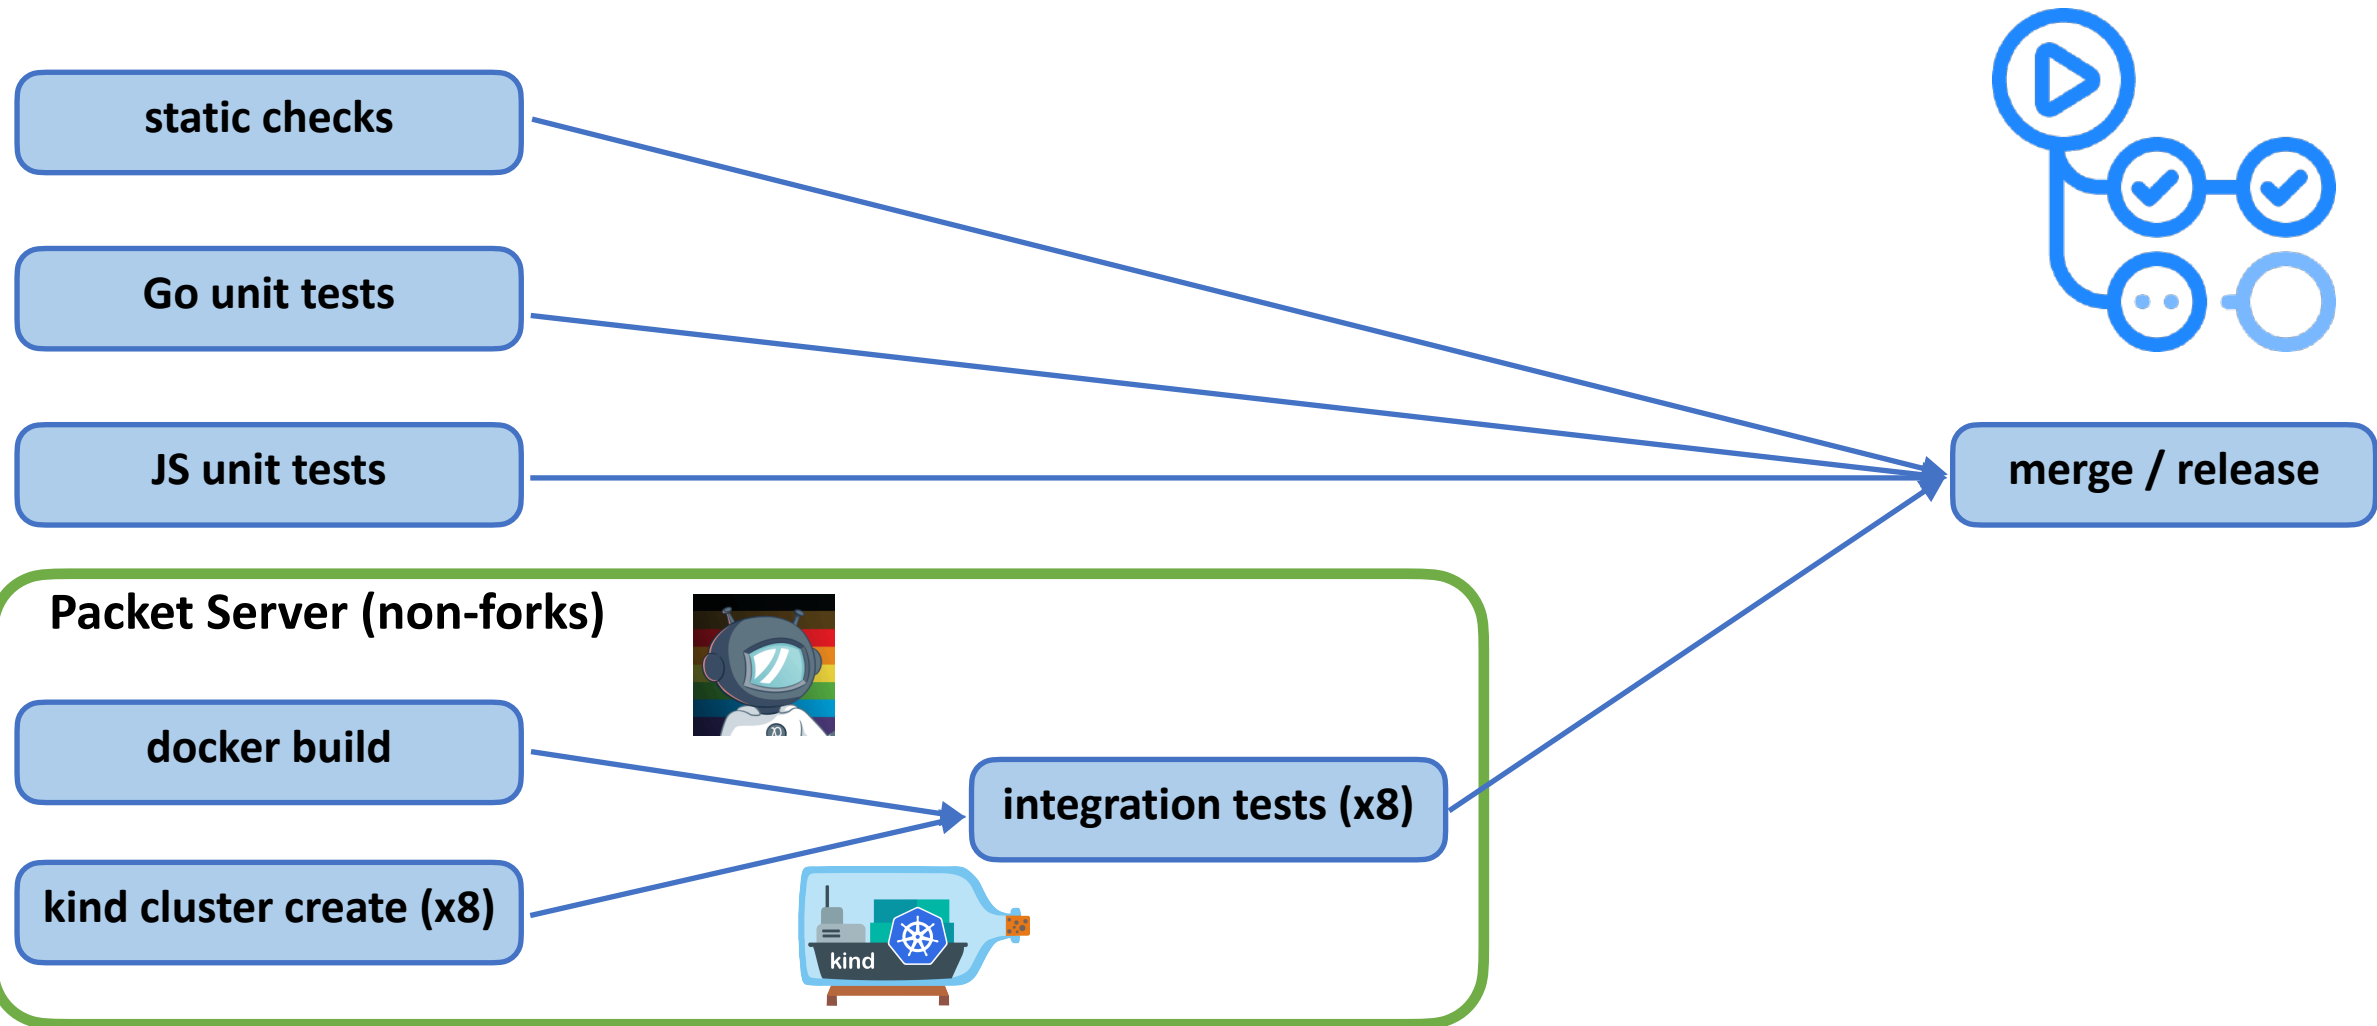 static checks
Go unit tests
JS unit tests
merge / release
Packet Server (non-forks)
docker build
integration tests (x8)
kind cluster create (x8)
kind